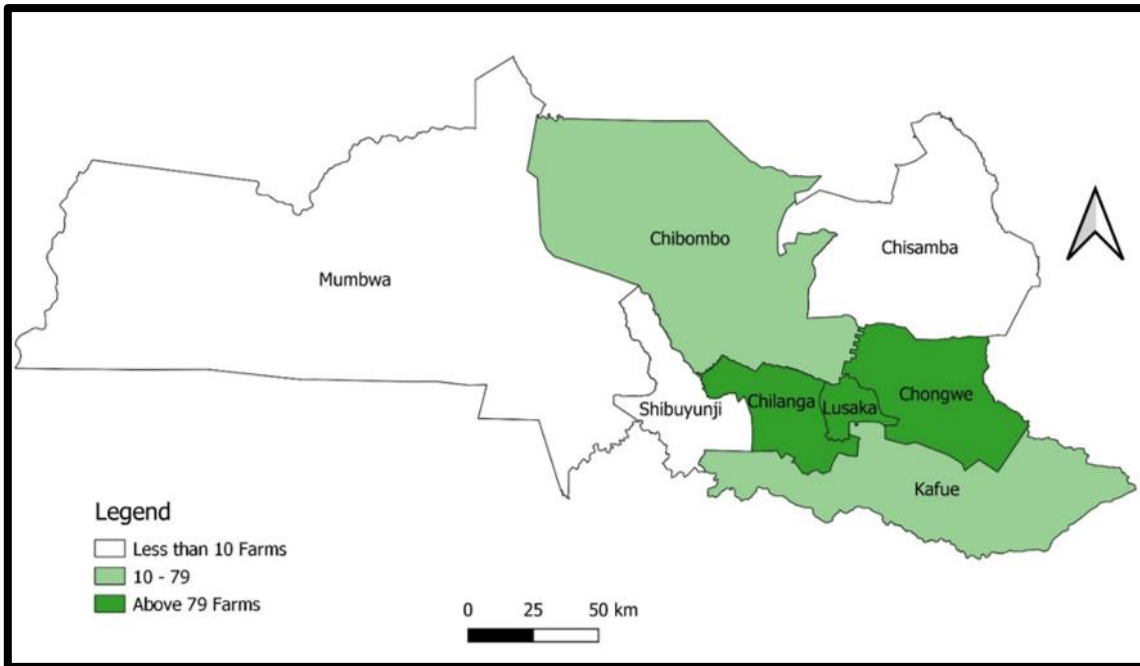 Chibombo
Chisamba
Mumbwa
Shibuyunji
Chilanga
Lusaka
Chongwe
Kafue
Legend
Less than 10 Farms
10 - 79
Above 79 Farms
0 25 50 km